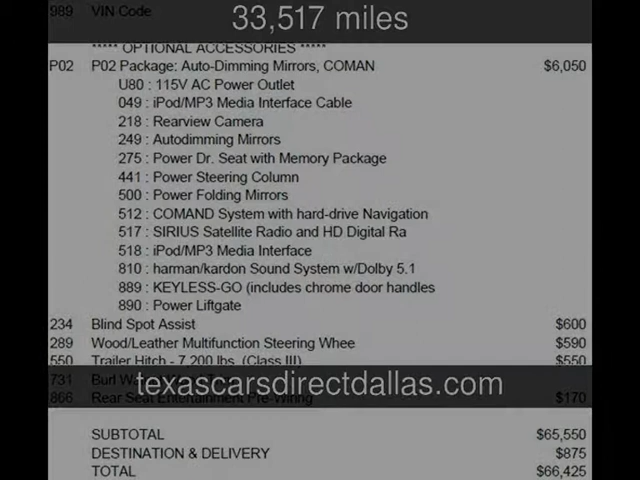 33,517 miles
989 VIN Code
***** OPTIONAL ACCESSORIES *****
P02 P02 Package: Auto-Dimming Mirrors, COMAN $6,050
U80 : 115V AC Power Outlet
049 : iPod/MP3 Media Interface Cable
218 : Rearview Camera
249 : Autodimming Mirrors
275 : Power Dr. Seat with Memory Package
441 : Power Steering Column
500 : Power Folding Mirrors
512 : COMAND System with hard-drive Navigation
517 : SIRIUS Satellite Radio and HD Digital Ra
518 : iPod/MP3 Media Interface
810 : harman/kardon Sound System w/Dolby 5.1
889 : KEYLESS-GO (includes chrome door handles
890 : Power Liftgate
234 Blind Spot Assist $600
289 Wood/Leather Multifunction Steering Whee $590
550 Trailer Hitch - 7,200 lbs. (Class III) $550
731 Burl
texascarsdirectdallas.com
866 Rear Seat Entertainment Pre-Wiring $170
SUBTOTAL $65,550
DESTINATION & DELIVERY $875
TOTAL $66,425